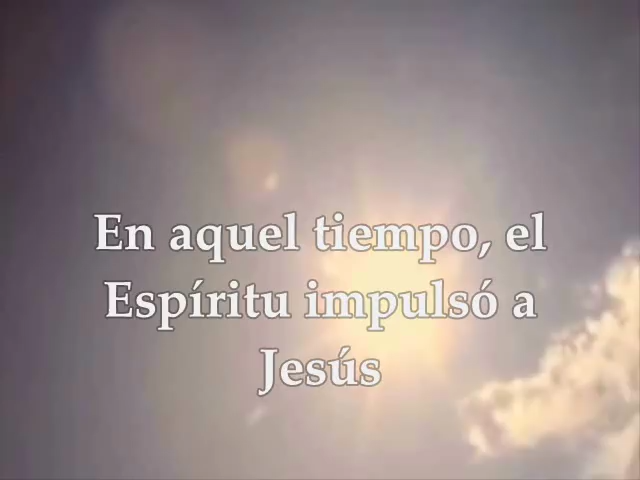 En aquel tiempo, el
Espíritu impulsó a
Jesús